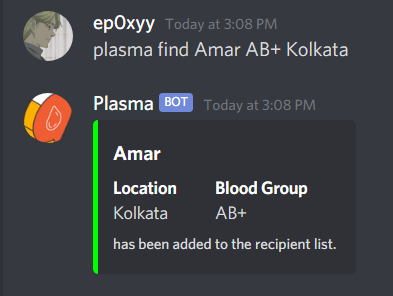 ep0xyy Today at 3:08 PM
plasma find Amar AB+ Kolkata
Plasma BOT Today at 3:08 PM
Amar
Location Blood Group
Kolkata AB+
has been added to the recipient list.